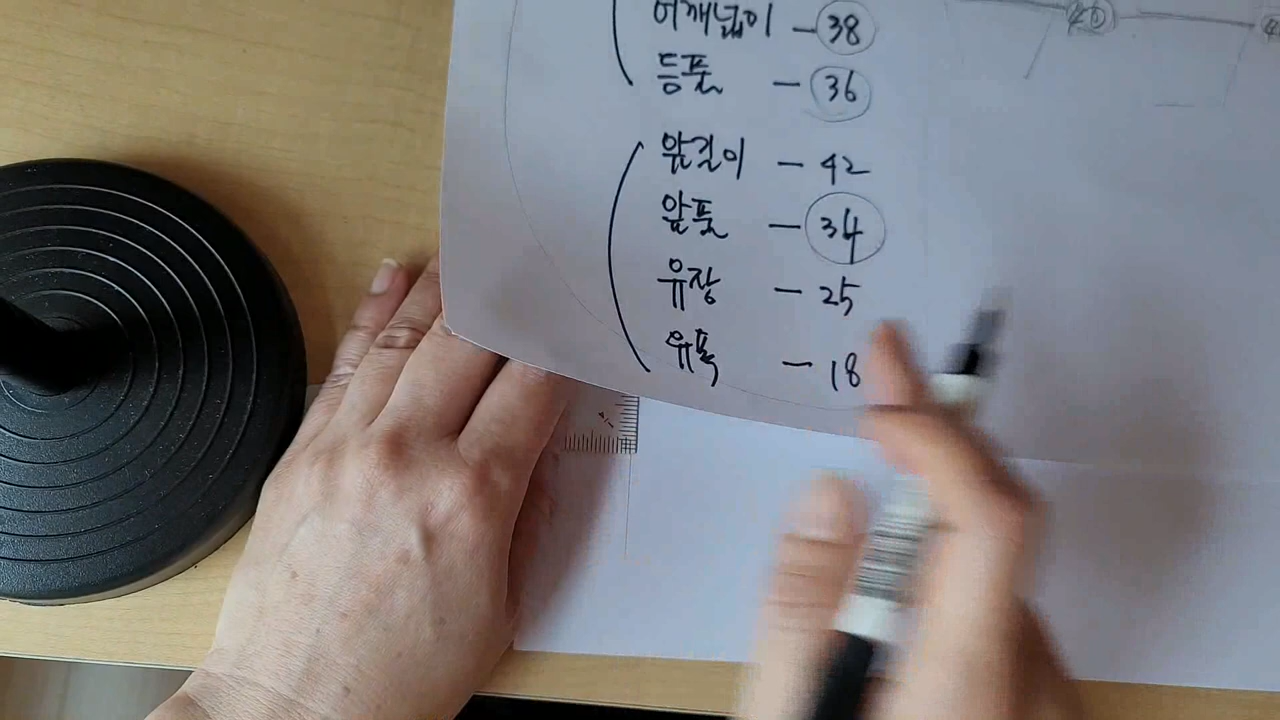 어깨넓이 - 38
등품 - 36
앞길이 - 42
앞품 - 34
유장 - 25
유폭 - 18
20